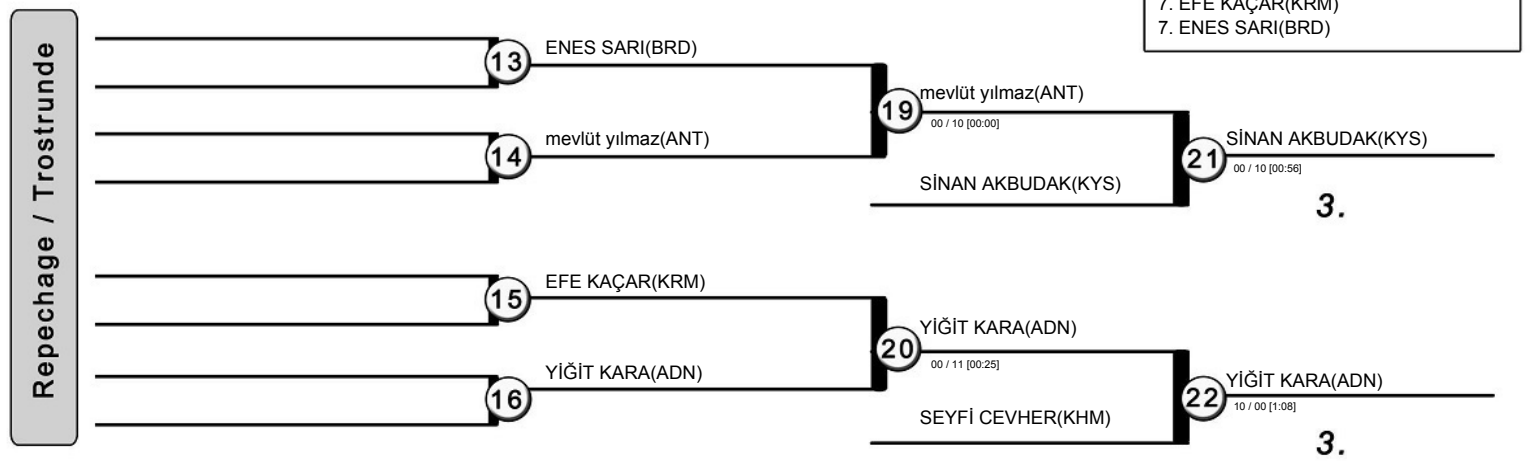 7. EFE KAÇAR(KRM)
7. ENES SARI(BRD)
Repechage / Trostrunde
13
ENES SARI(BRD)
14
mevlüt yılmaz(ANT)
19
mevlüt yılmaz(ANT)
00 / 10 [00:00]
SİNAN AKBUDAK(KYS)
21
SİNAN AKBUDAK(KYS)
00 / 10 [00:56]
3.
15
EFE KAÇAR(KRM)
16
YİĞİT KARA(ADN)
20
YİĞİT KARA(ADN)
00 / 11 [00:25]
SEYFİ CEVHER(KHM)
22
YİĞİT KARA(ADN)
10 / 00 [1:08]
3.